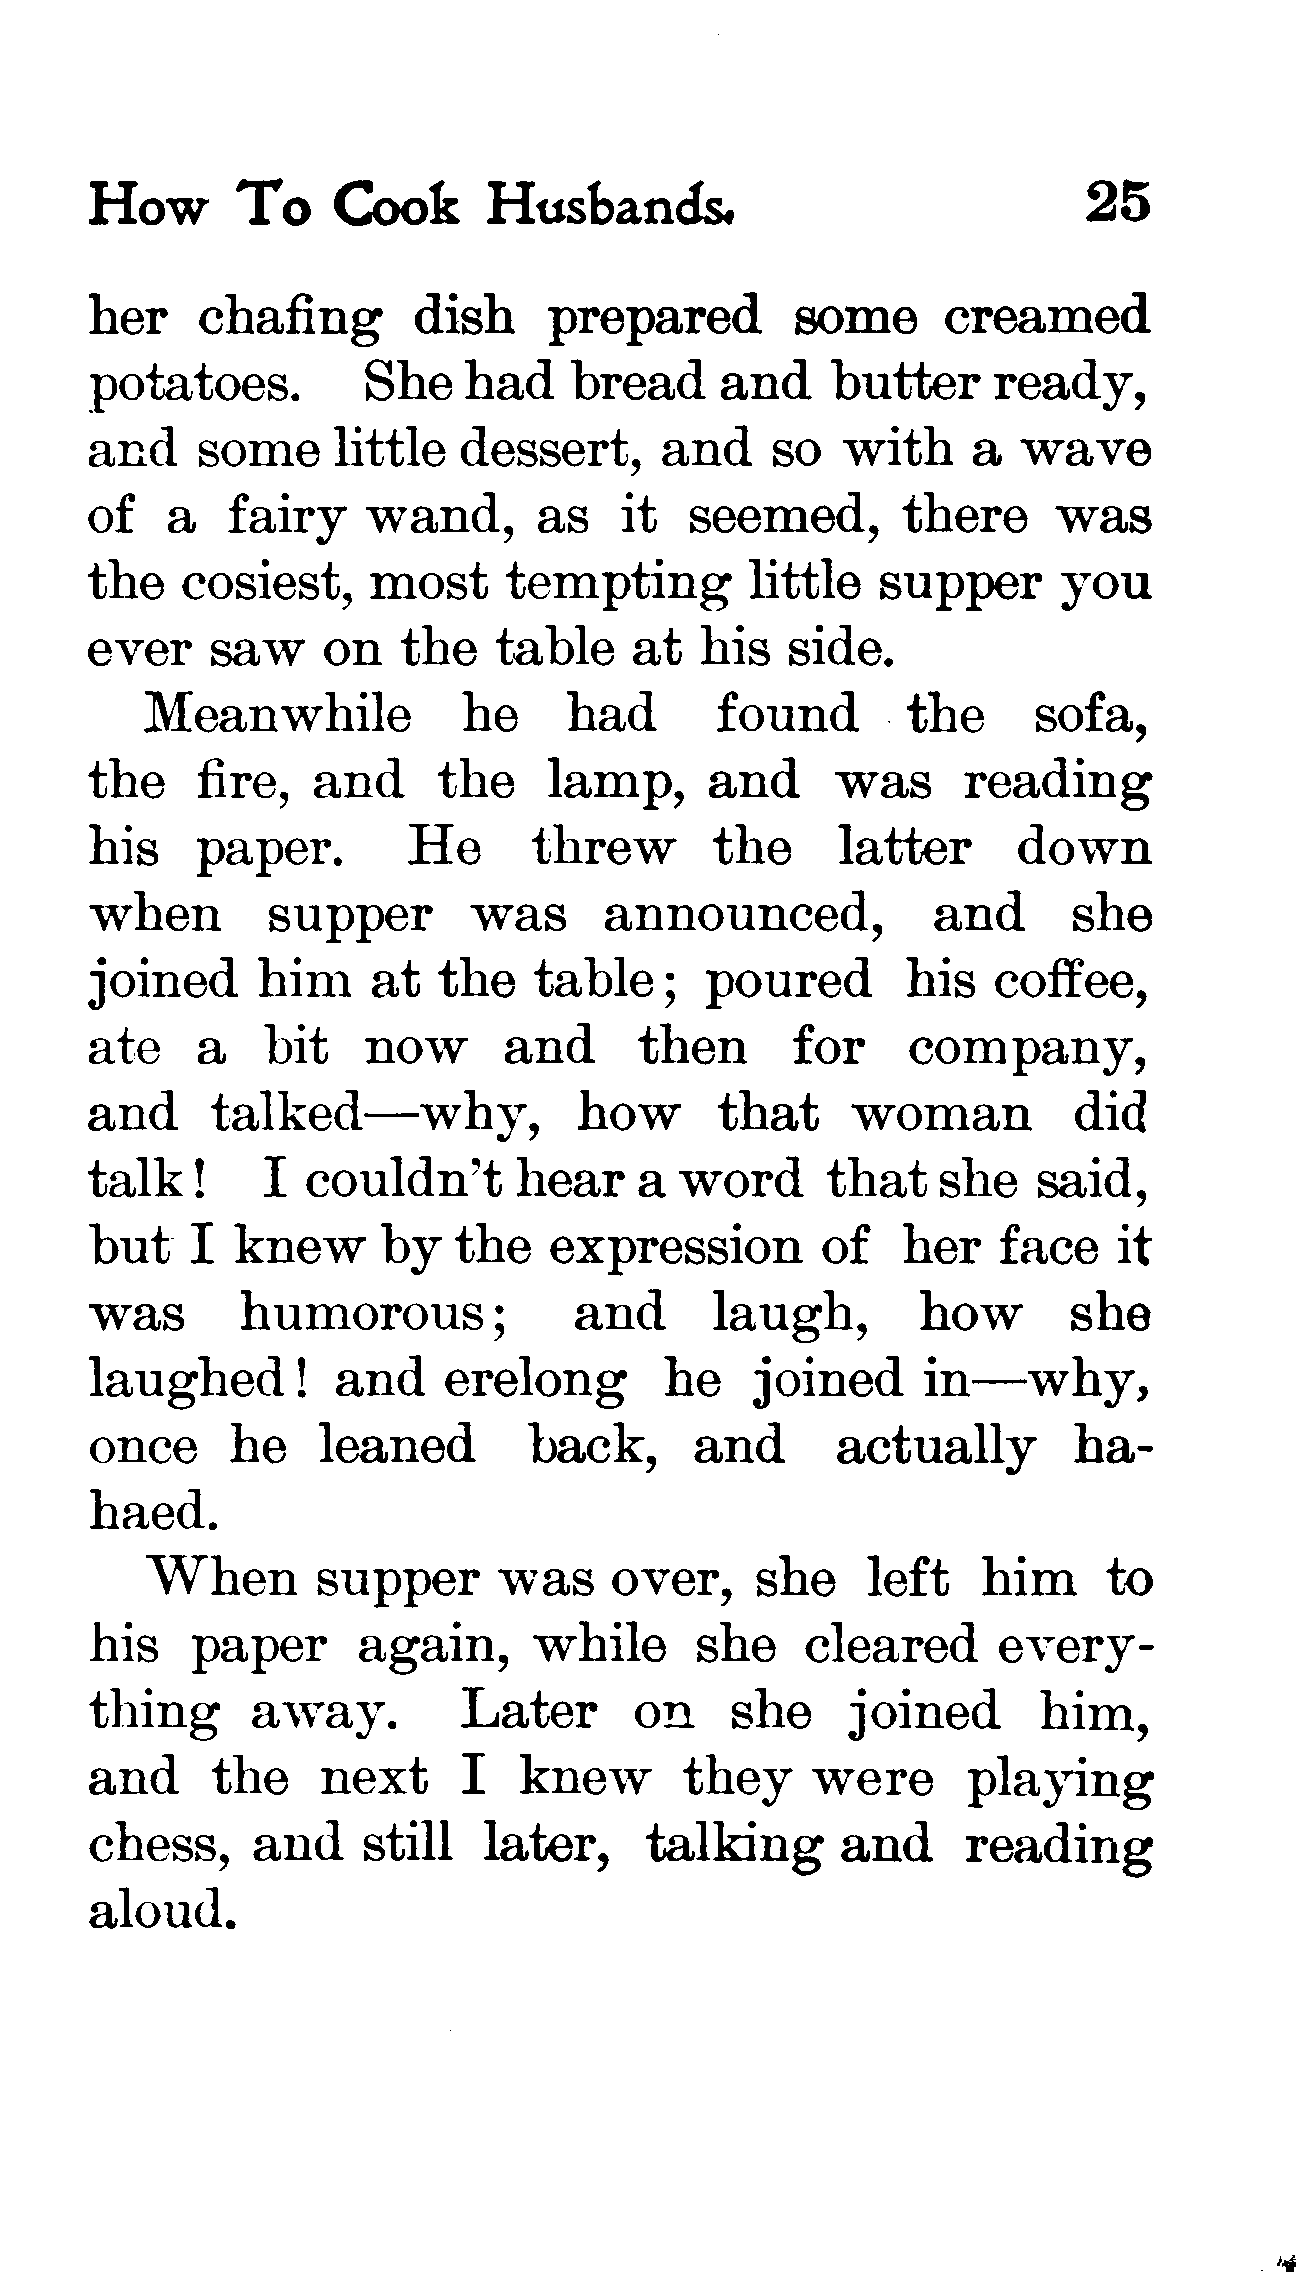 How To Cook Husbands. 25
her chafing dish prepared some creamed
potatoes. She had bread and butter ready,
and some little dessert, and so with a wave
of a fairy wand, as it seemed, there was
the cosiest, most tempting little supper you
ever saw on the table at his side.
Meanwhile he had found the sofa,
the fire, and the lamp, and was reading
his paper. He threw the latter down
when supper was announced, and she
joined him at the table; poured his coffee,
ate a bit now and then for company,
and talked—why, how that woman did
talk! I couldn't hear a word that she said,
but I knew by the expression of her face it
was humorous; and laugh, how she
laughed! and erelong he joined in—why,
once he leaned back, and actually ha-
haed.
When supper was over, she left him to
his paper again, while she cleared every-
thing away. Later on she joined him,
and the next I knew they were playing
chess, and still later, talking and reading
aloud.